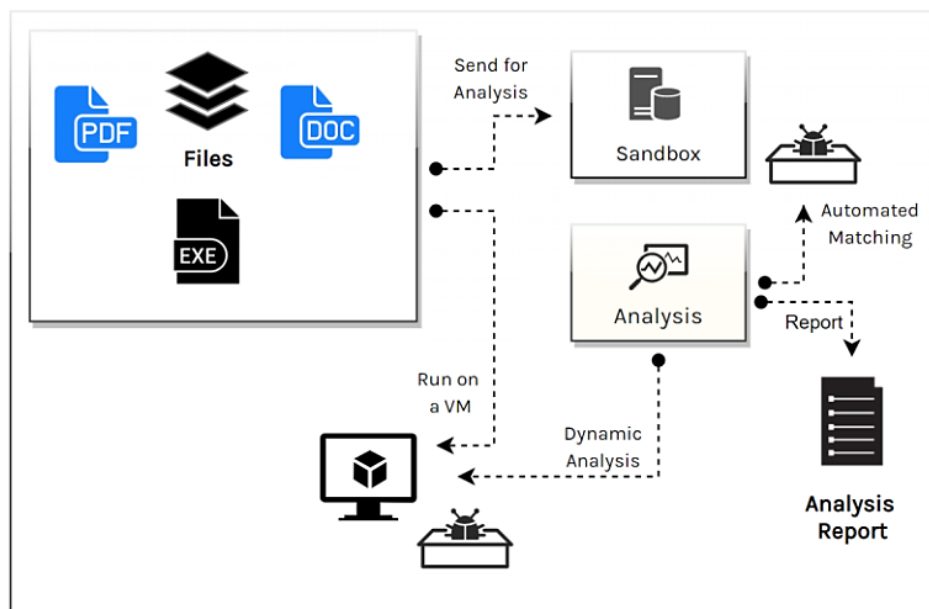 PDF
DOC
Files
EXE
Send for
Analysis
Sandbox
Automated
Matching
Analysis
Report
Run on
a VM
Dynamic
Analysis
Analysis
Report